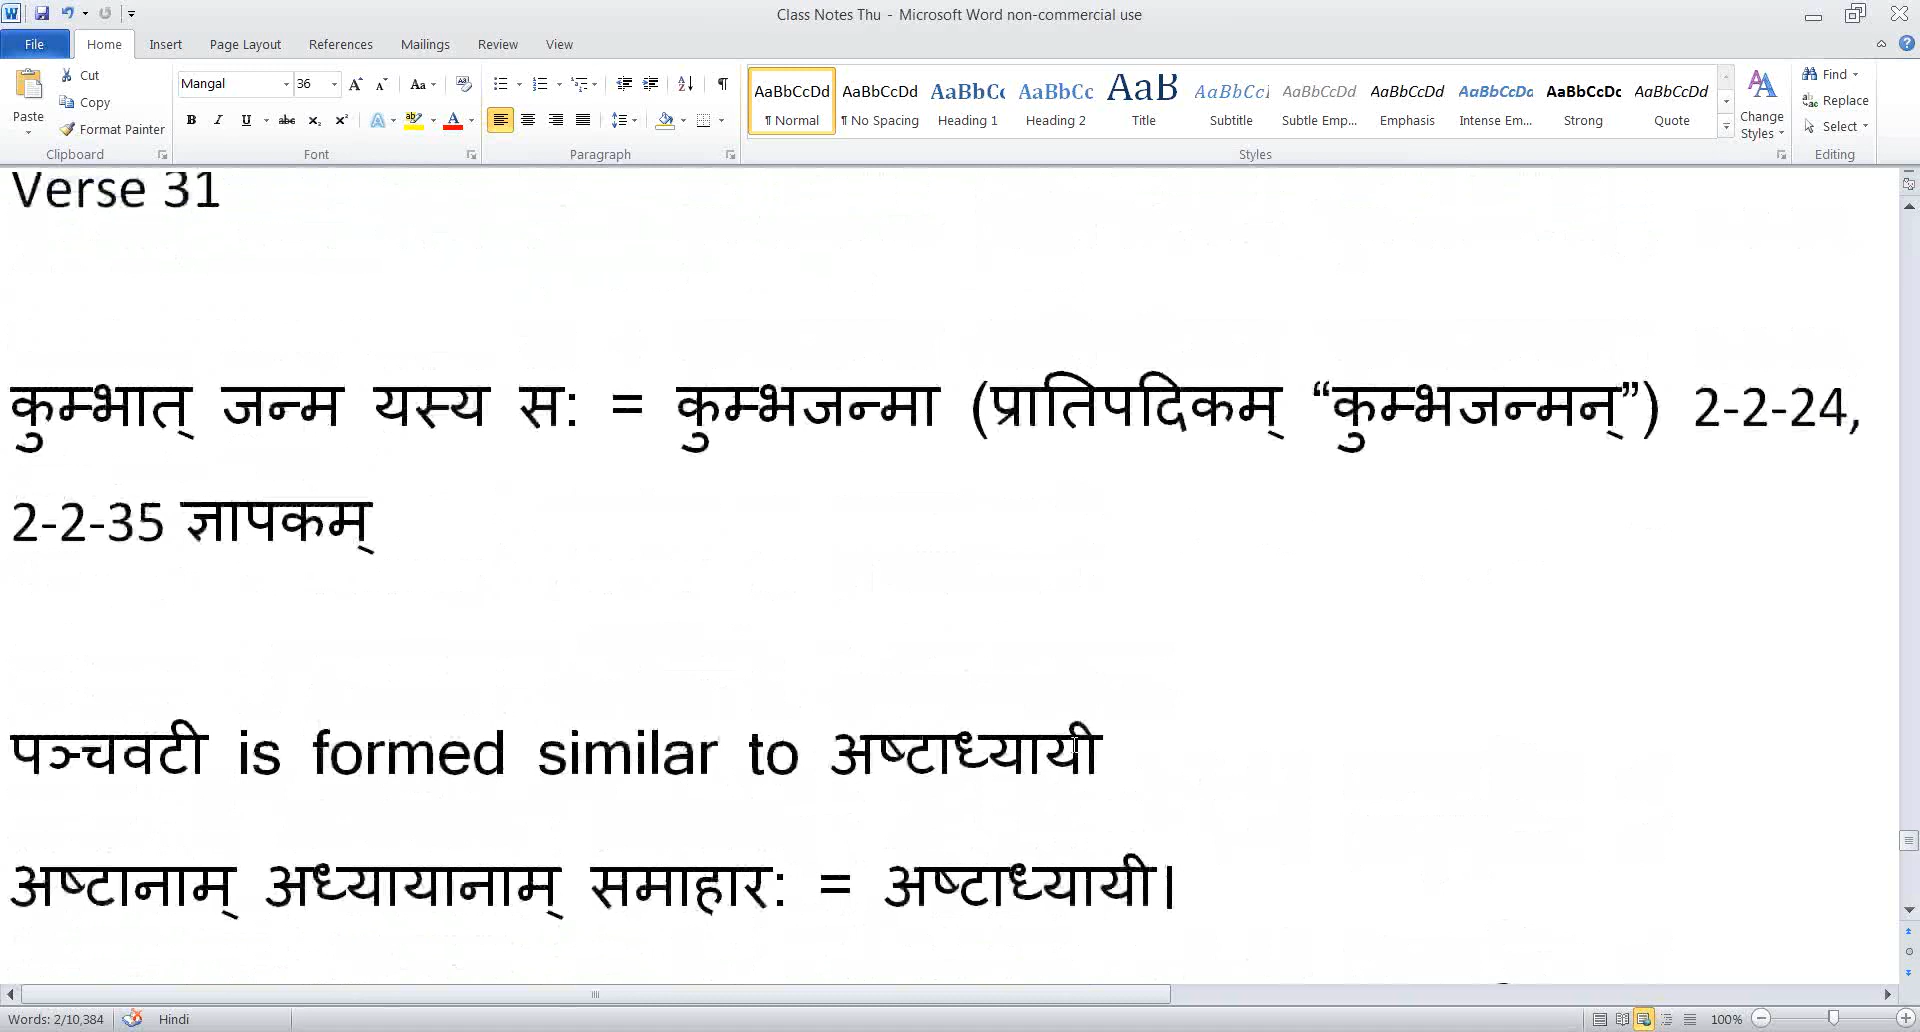 Class Notes Thu - Microsoft Word non-commercial use
File Home Insert Page Layout References Mailings Review View
Paste Cut Copy Format Painter
Mangal 36
AaBbCcDd AaBbCcDd AaBbCc AaBbCc AaB AaBbCcI AaBbCcDd AaBbCcDd AaBbCcDd AaBbCcDc AaBbCcDd
¶ Normal ¶ No Spacing Heading 1 Heading 2 Title Subtitle Subtle Emp... Emphasis Intense Em... Strong Quote
Change Styles
Find Replace Select
Clipboard Font Paragraph Styles Editing
Verse 31
कुम्भात् जन्म यस्य स: = कुम्भजन्मा (प्रातिपदिकम् “कुम्भजन्मन्”) 2-2-24,
2-2-35 ज्ञापकम्
पञ्चवटी is formed similar to अष्टाध्यायी
अष्टानाम् अध्यायानाम् समाहार: = अष्टाध्यायी।
Words: 2/10,384 Hindi 100%